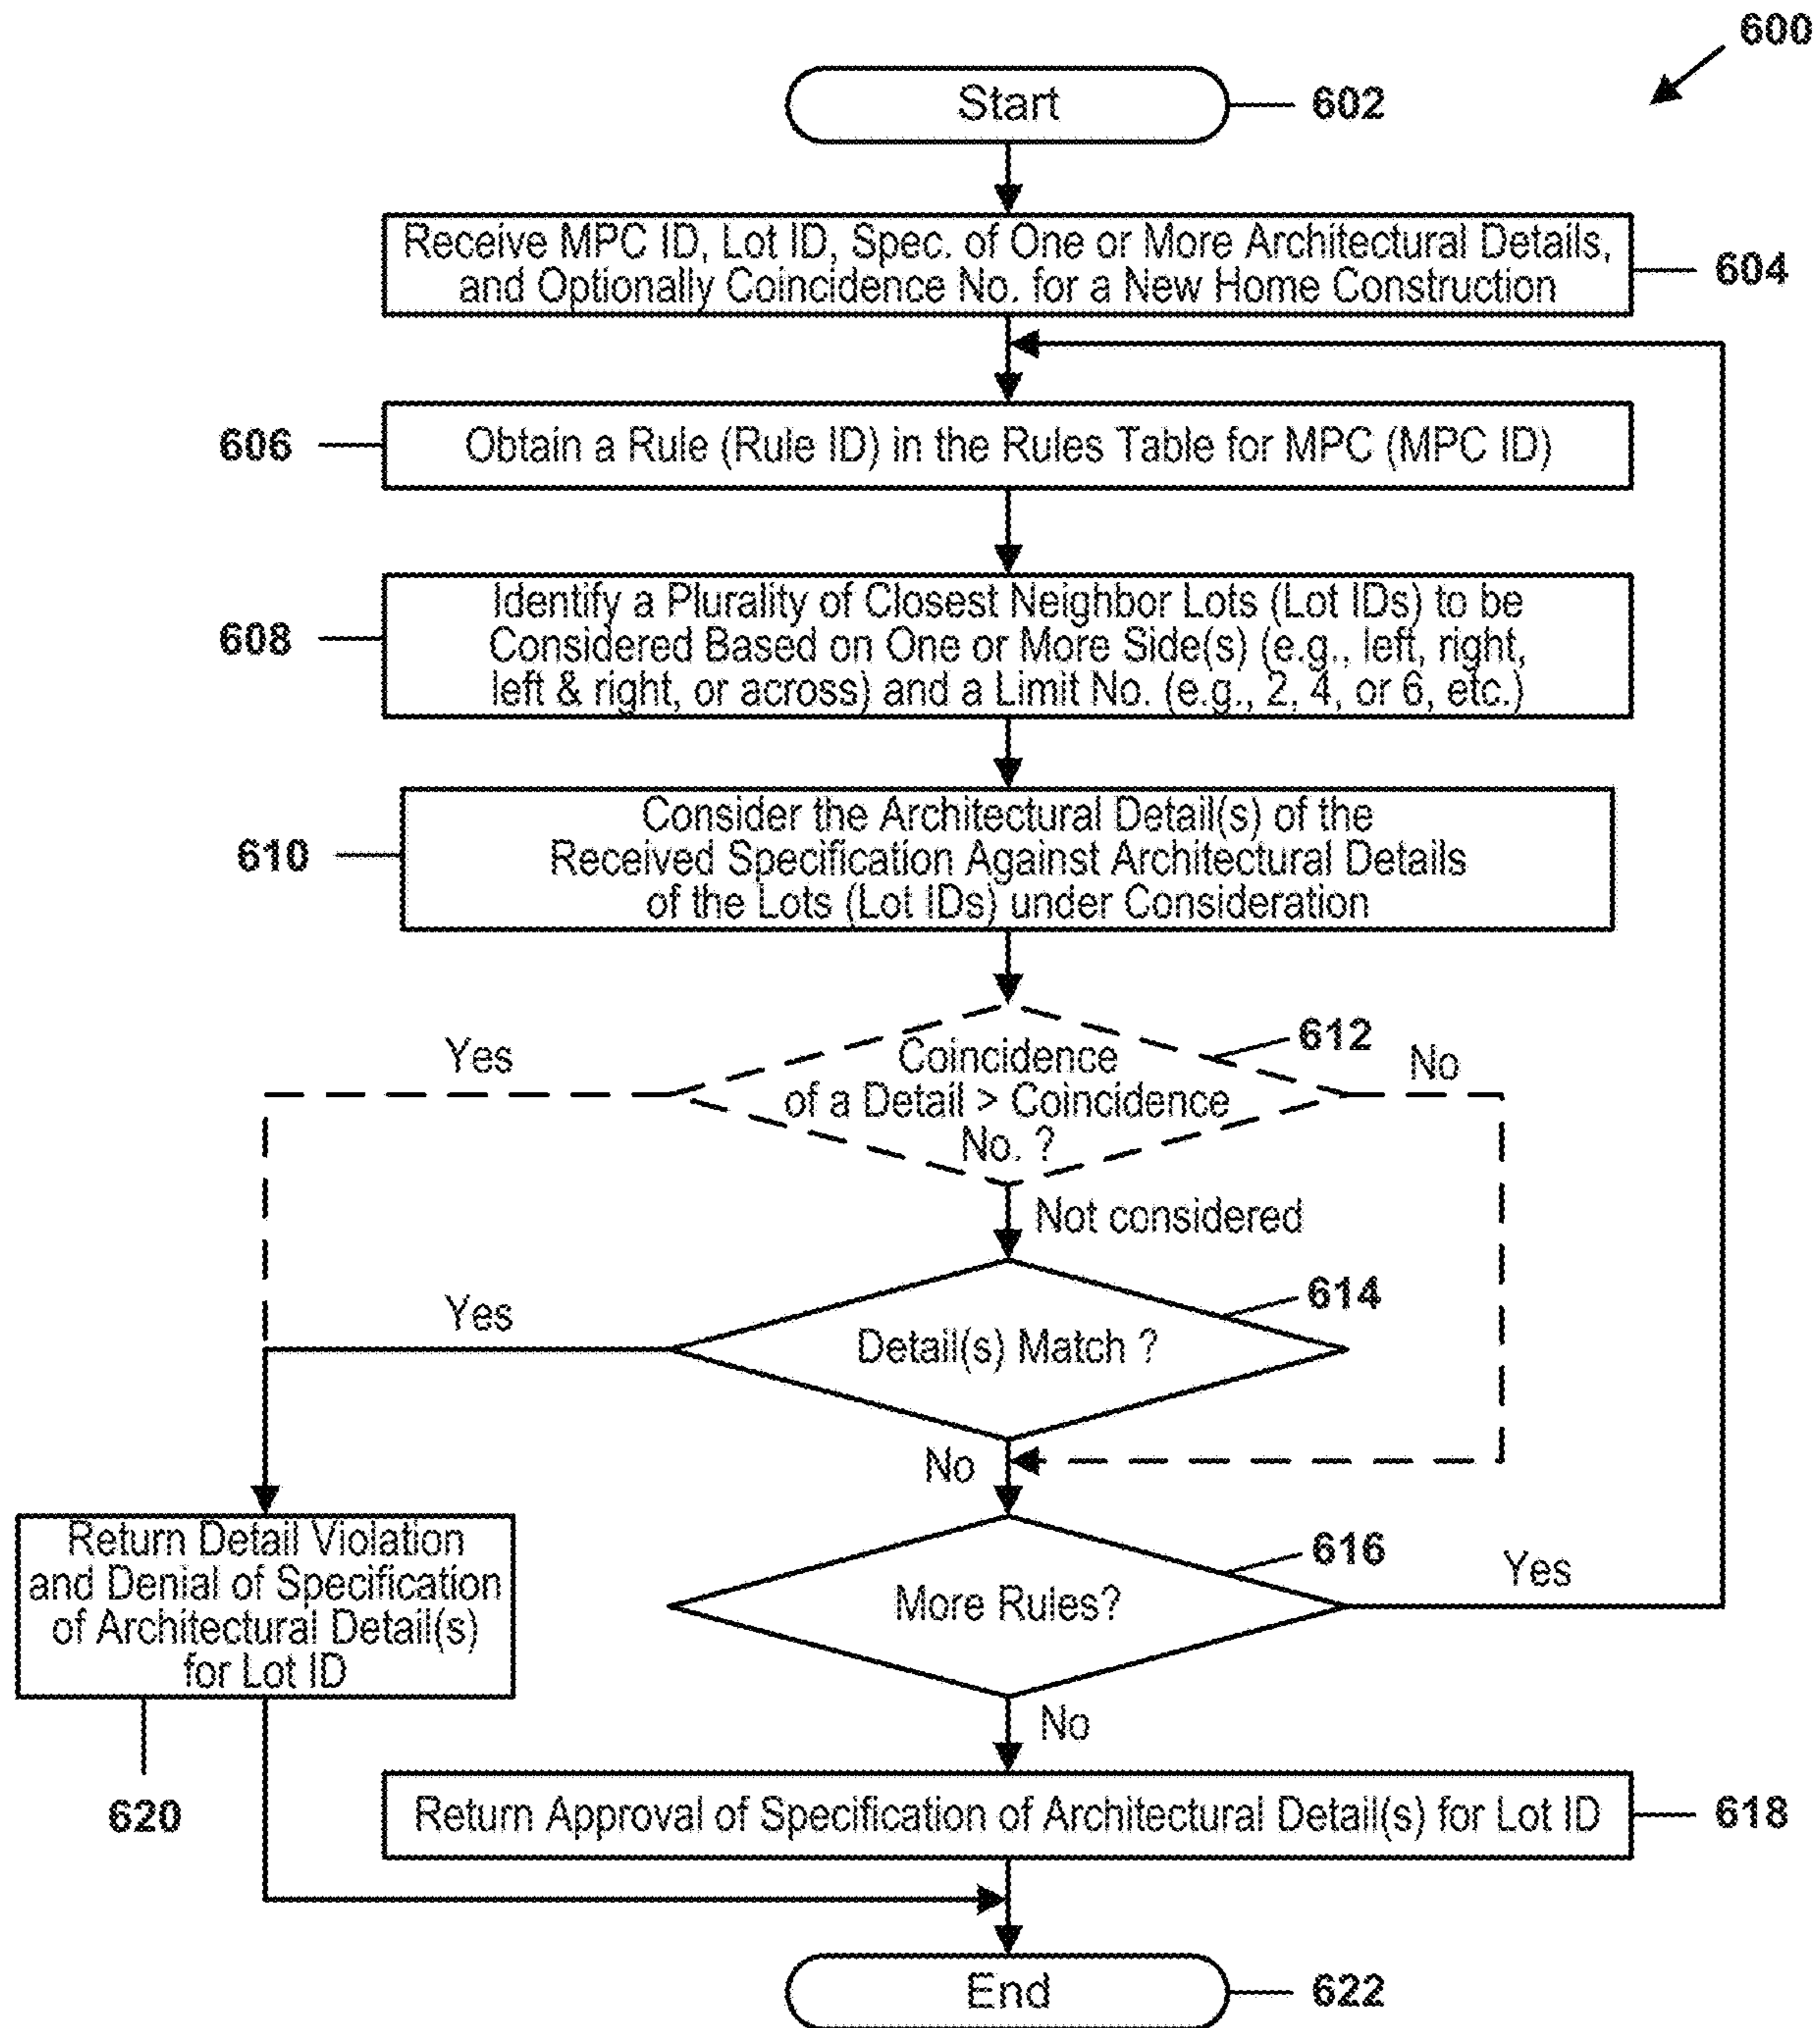 600
Start
602
Receive MPC ID, Lot ID, Spec. of One or More Architectural Details,
and Optionally Coincidence No. for a New Home Construction
604
606
Obtain a Rule (Rule ID) in the Rules Table for MPC (MPC ID)
608
Identify a Plurality of Closest Neighbor Lots (Lot IDs) to be
Considered Based on One or More Side(s) (e.g., left, right,
left & right, or across) and a Limit No. (e.g., 2, 4, or 6, etc.)
610
Consider the Architectural Detail(s) of the
Received Specification Against Architectural Details
of the Lots (Lot IDs) under Consideration
612
Yes
Coincidence
of a Detail > Coincidence
No. ?
No
Not considered
614
Yes
Detail(s) Match ?
No
616
Return Detail Violation
and Denial of Specification
of Architectural Detail(s)
for Lot ID
More Rules?
Yes
No
620
Return Approval of Specification of Architectural Detail(s) for Lot ID
618
End
622